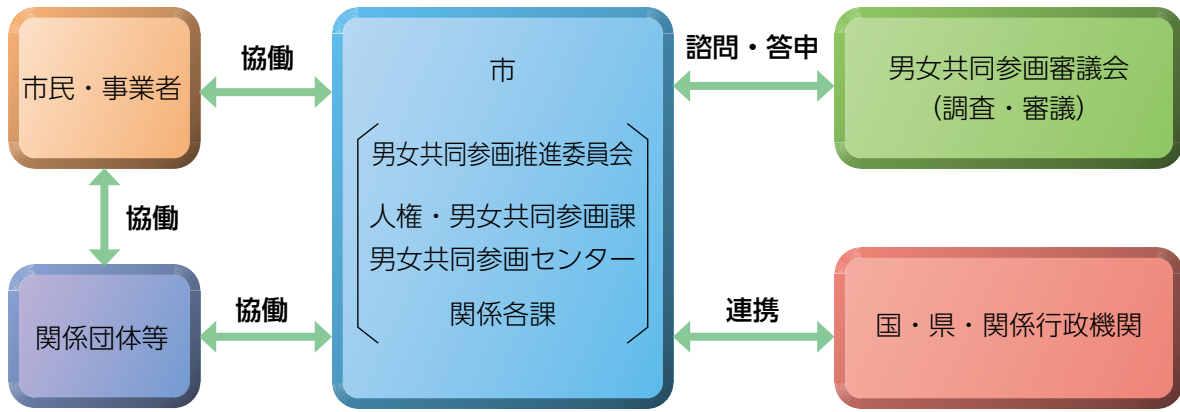 市民・事業者
協働
協働
関係団体等
協働
市
男女共同参画推進委員会
人権・男女共同参画課
男女共同参画センター
関係各課
諮問・答申
男女共同参画審議会
(調査・審議)
連携
国・県・関係行政機関